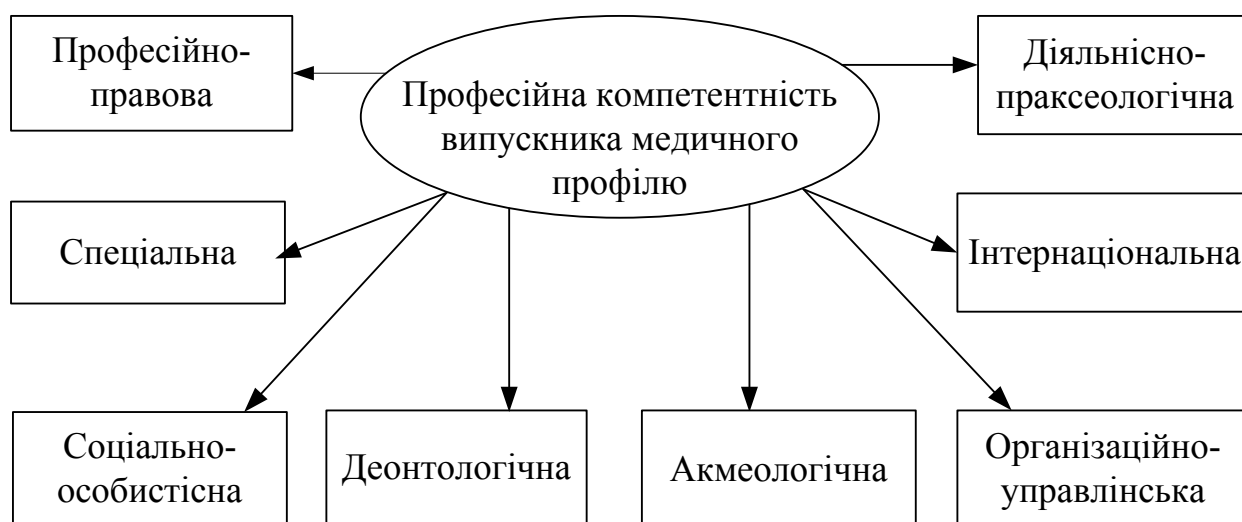 Професійно-
правова
Професійна компетентність
випускника медичного
профілю
Діяльнісно-
праксеологічна
Спеціальна
Інтернаціональна
Соціально-
особистісна
Деонтологічна
Акмеологічна
Організаційно-
управлінська